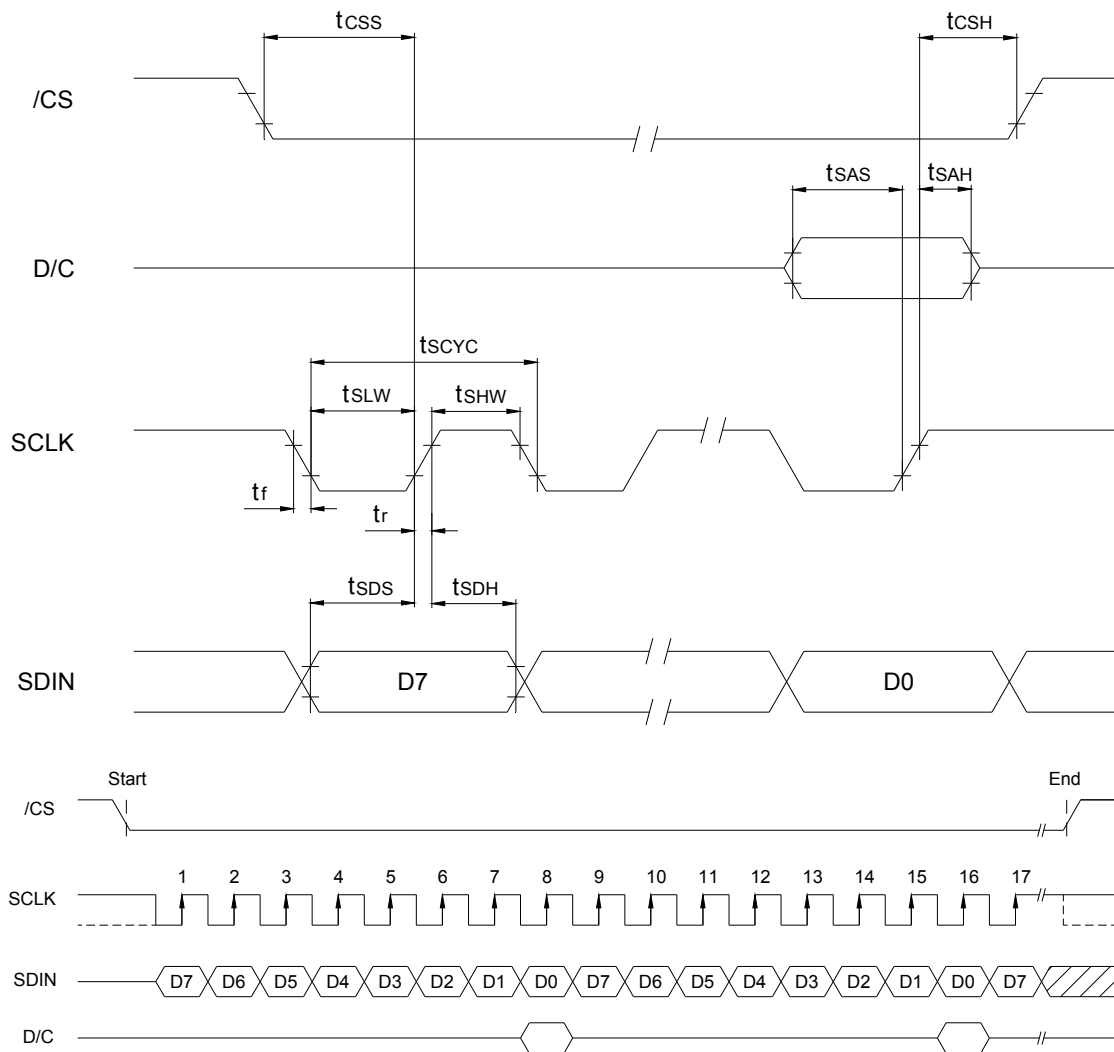 tCSS tCSH
/CS
tSAS tSAH
D/C
tSCYC
tSLW tSHW
SCLK
tf
tr
tSDS tSDH
SDIN D7 D0
Start End
/CS
1 2 3 4 5 6 7 8 9 10 11 12 13 14 15 16 17
SCLK
SDIN D7 D6 D5 D4 D3 D2 D1 D0 D7 D6 D5 D4 D3 D2 D1 D0 D7
D/C